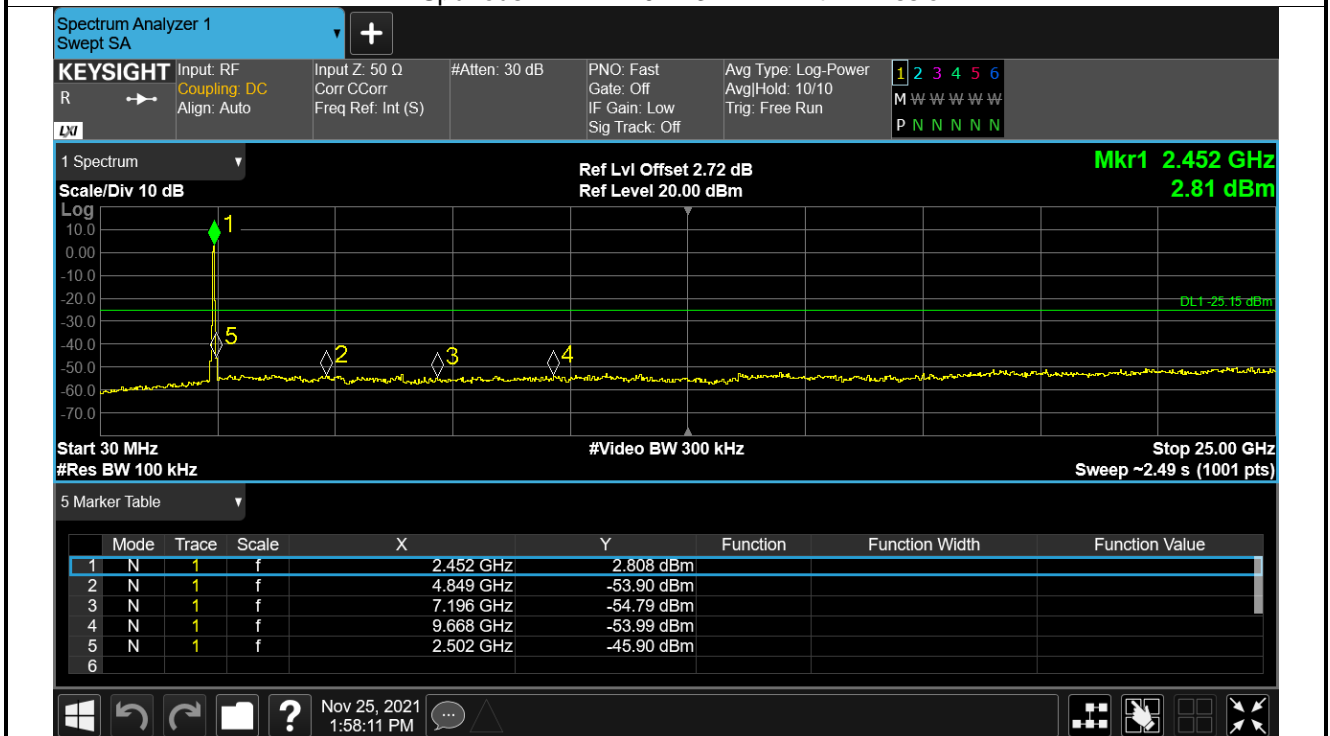 Spectrum Analyzer 1
Swept SA
+
KEYSIGHT Input: RF Input Z: 50 Ω #Atten: 30 dB PNO: Fast Avg Type: Log-Power 1 2 3 4 5 6
R Coupling: DC Corr CCorr Gate: Off Avg|Hold: 10/10 M W W W W W
Align: Auto Freq Ref: Int (S) IF Gain: Low Trig: Free Run
LXI Sig Track: Off P N N N N N
1 Spectrum Ref Lvl Offset 2.72 dB Mkr1 2.452 GHz
Scale/Div 10 dB Ref Level 20.00 dBm 2.81 dBm
Log
1
10.0
0.00
-10.0
-20.0 DL1 -25.15 dBm
-30.0
5
-40.0
2 3 4
-50.0
-60.0
-70.0
Start 30 MHz #Video BW 300 kHz Stop 25.00 GHz
#Res BW 100 kHz Sweep ~2.49 s (1001 pts)
5 Marker Table
Mode Trace Scale X Y Function Function Width Function Value
1 N 1 f 2.452 GHz 2.808 dBm
2 N 1 f 4.849 GHz -53.90 dBm
3 N 1 f 7.196 GHz -54.79 dBm
4 N 1 f 9.668 GHz -53.99 dBm
5 N 1 f 2.502 GHz -45.90 dBm
6
? Nov 25, 2021
1:58:11 PM